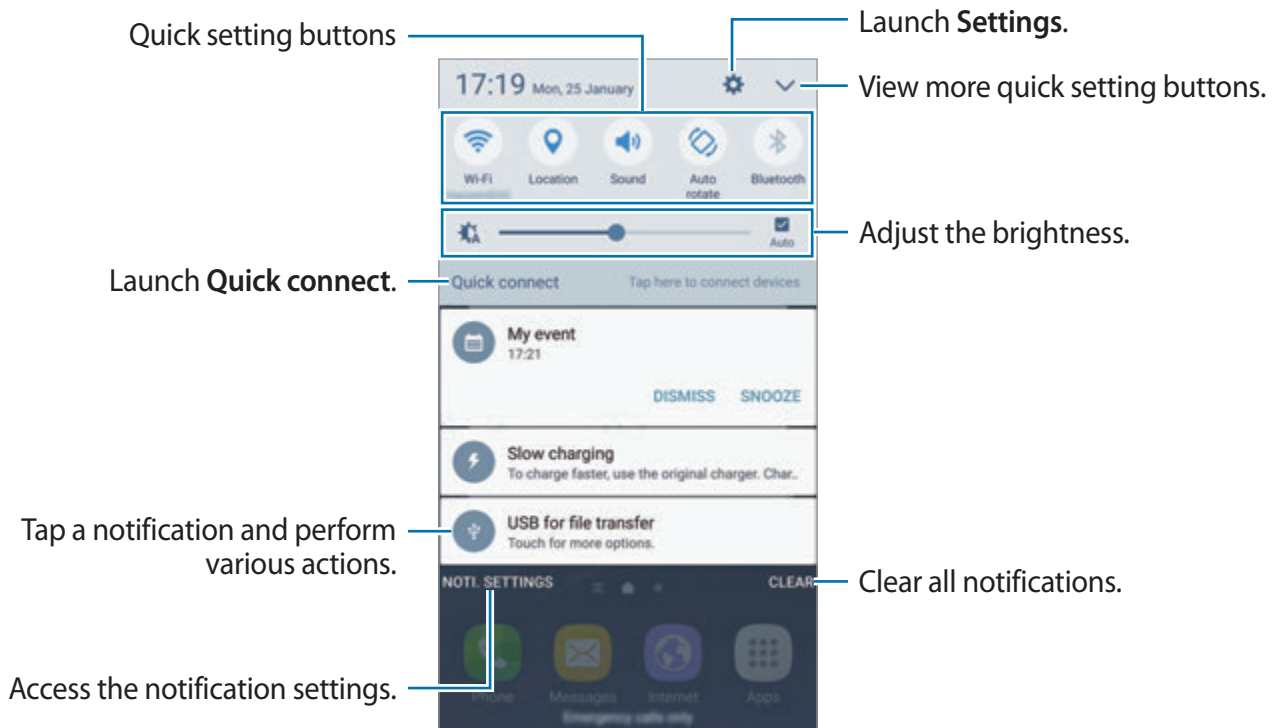 Quick setting buttons
Launch Settings.
View more quick setting buttons.
17:19 Mon, 25 January
Wi-Fi
Location
Sound
Auto
rotate
Bluetooth
Adjust the brightness.
Auto
Launch Quick connect.
Quick connect
Tap here to connect devices
My event
17:21
DISMISS
SNOOZE
Slow charging
To charge faster, use the original charger. Char..
Tap a notification and perform
various actions.
USB for file transfer
Touch for more options.
NOTI. SETTINGS
CLEAR
Clear all notifications.
Access the notification settings.
Phone
Messages
Internet
Apps
Emergency calls only